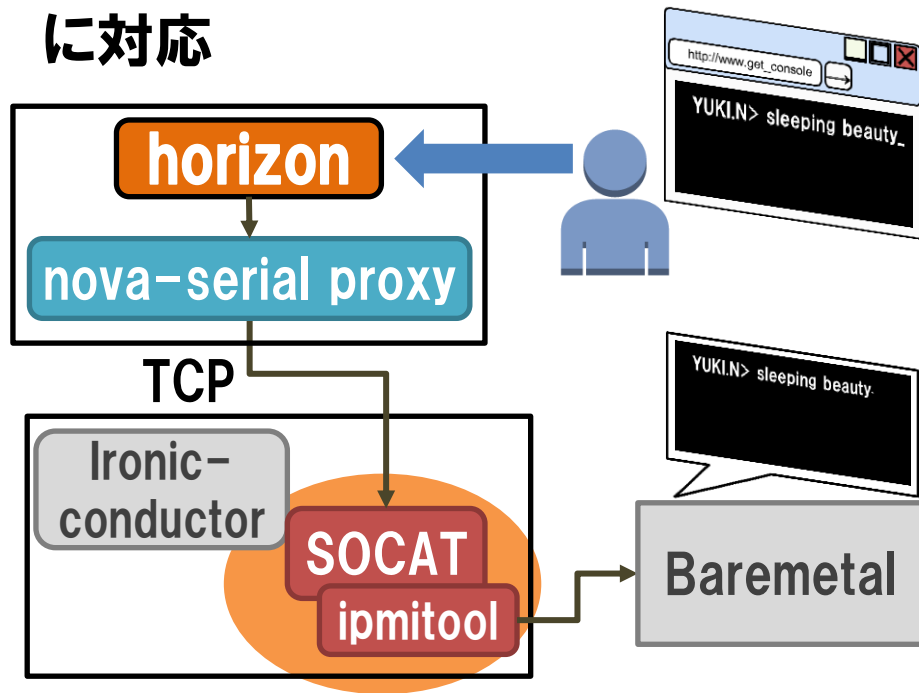 に対応
http://www.get_console
YUKI.N> sleeping beauty_
horizon
nova-serial proxy
TCP
YUKI.N> sleeping beauty.
Ironic-
conductor
SOCAT
ipmitool
Baremetal